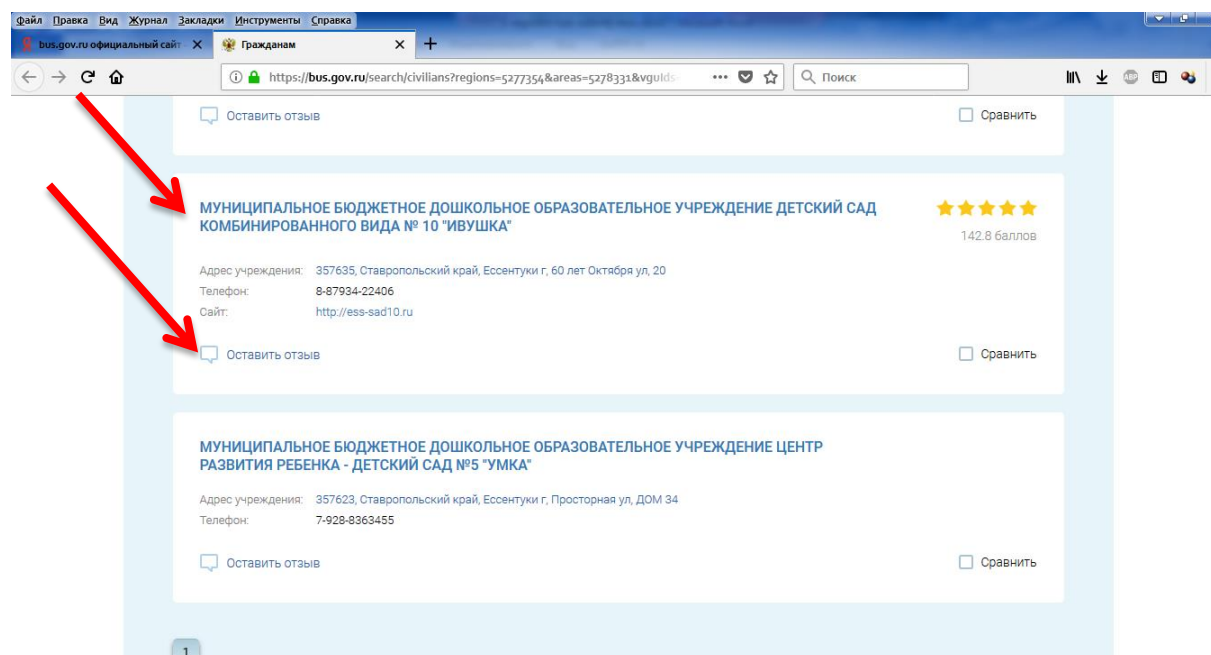 Файл Правка Вид Журнал Закладки Инструменты Справка
bus.gov.ru официальный сайт Гражданам
https://bus.gov.ru/search/civilians?regions=5277354&areas=5278331&vguids= Поиск
Оставить отзыв Сравнить
МУНИЦИПАЛЬНОЕ БЮДЖЕТНОЕ ДОШКОЛЬНОЕ ОБРАЗОВАТЕЛЬНОЕ УЧРЕЖДЕНИЕ ДЕТСКИЙ САД
КОМБИНИРОВАННОГО ВИДА № 10 "ИВУШКА"
142.8 баллов
Адрес учреждения: 357635, Ставропольский край, Ессентуки г, 60 лет Октября ул, 20
Телефон: 8-87934-22406
Сайт: http://ess-sad10.ru
Оставить отзыв Сравнить
МУНИЦИПАЛЬНОЕ БЮДЖЕТНОЕ ДОШКОЛЬНОЕ ОБРАЗОВАТЕЛЬНОЕ УЧРЕЖДЕНИЕ ЦЕНТР
РАЗВИТИЯ РЕБЕНКА - ДЕТСКИЙ САД №5 "УМКА"
Адрес учреждения: 357623, Ставропольский край, Ессентуки г, Просторная ул, ДОМ 34
Телефон: 7-928-8363455
Оставить отзыв Сравнить
1